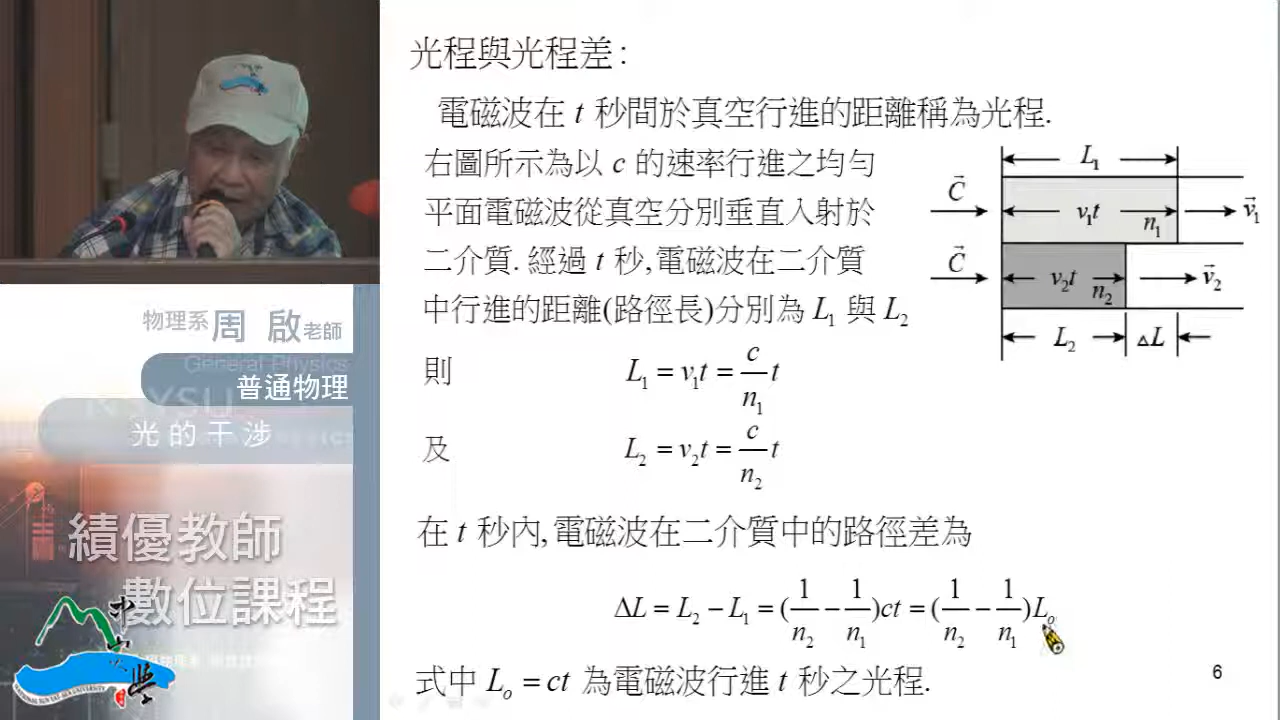 光程與光程差:
電磁波在 t 秒間於真空行進的距離稱為光程.
右圖所示為以 c 的速率行進之均勻
平面電磁波從真空分別垂直入射於
二介質. 經過 t 秒, 電磁波在二介質
中行進的距離(路徑長)分別為 L₁ 與 L₂
則 L₁ = v₁t = c/n₁ t
及 L₂ = v₂t = c/n₂ t
在 t 秒內, 電磁波在二介質中的路徑差為
ΔL = L₂ − L₁ = (1/n₂ − 1/n₁)ct = (1/n₂ − 1/n₁)Lₒ
式中 Lₒ = ct 為電磁波行進 t 秒之光程.
L₁
C⃗ v₁t n₁ v⃗₁
C⃗ v₂t n₂ v⃗₂
L₂ △L
6
物理系 周 啟 老師
General Physics
普通物理
光的干涉
績優教師
數位課程
中山大學